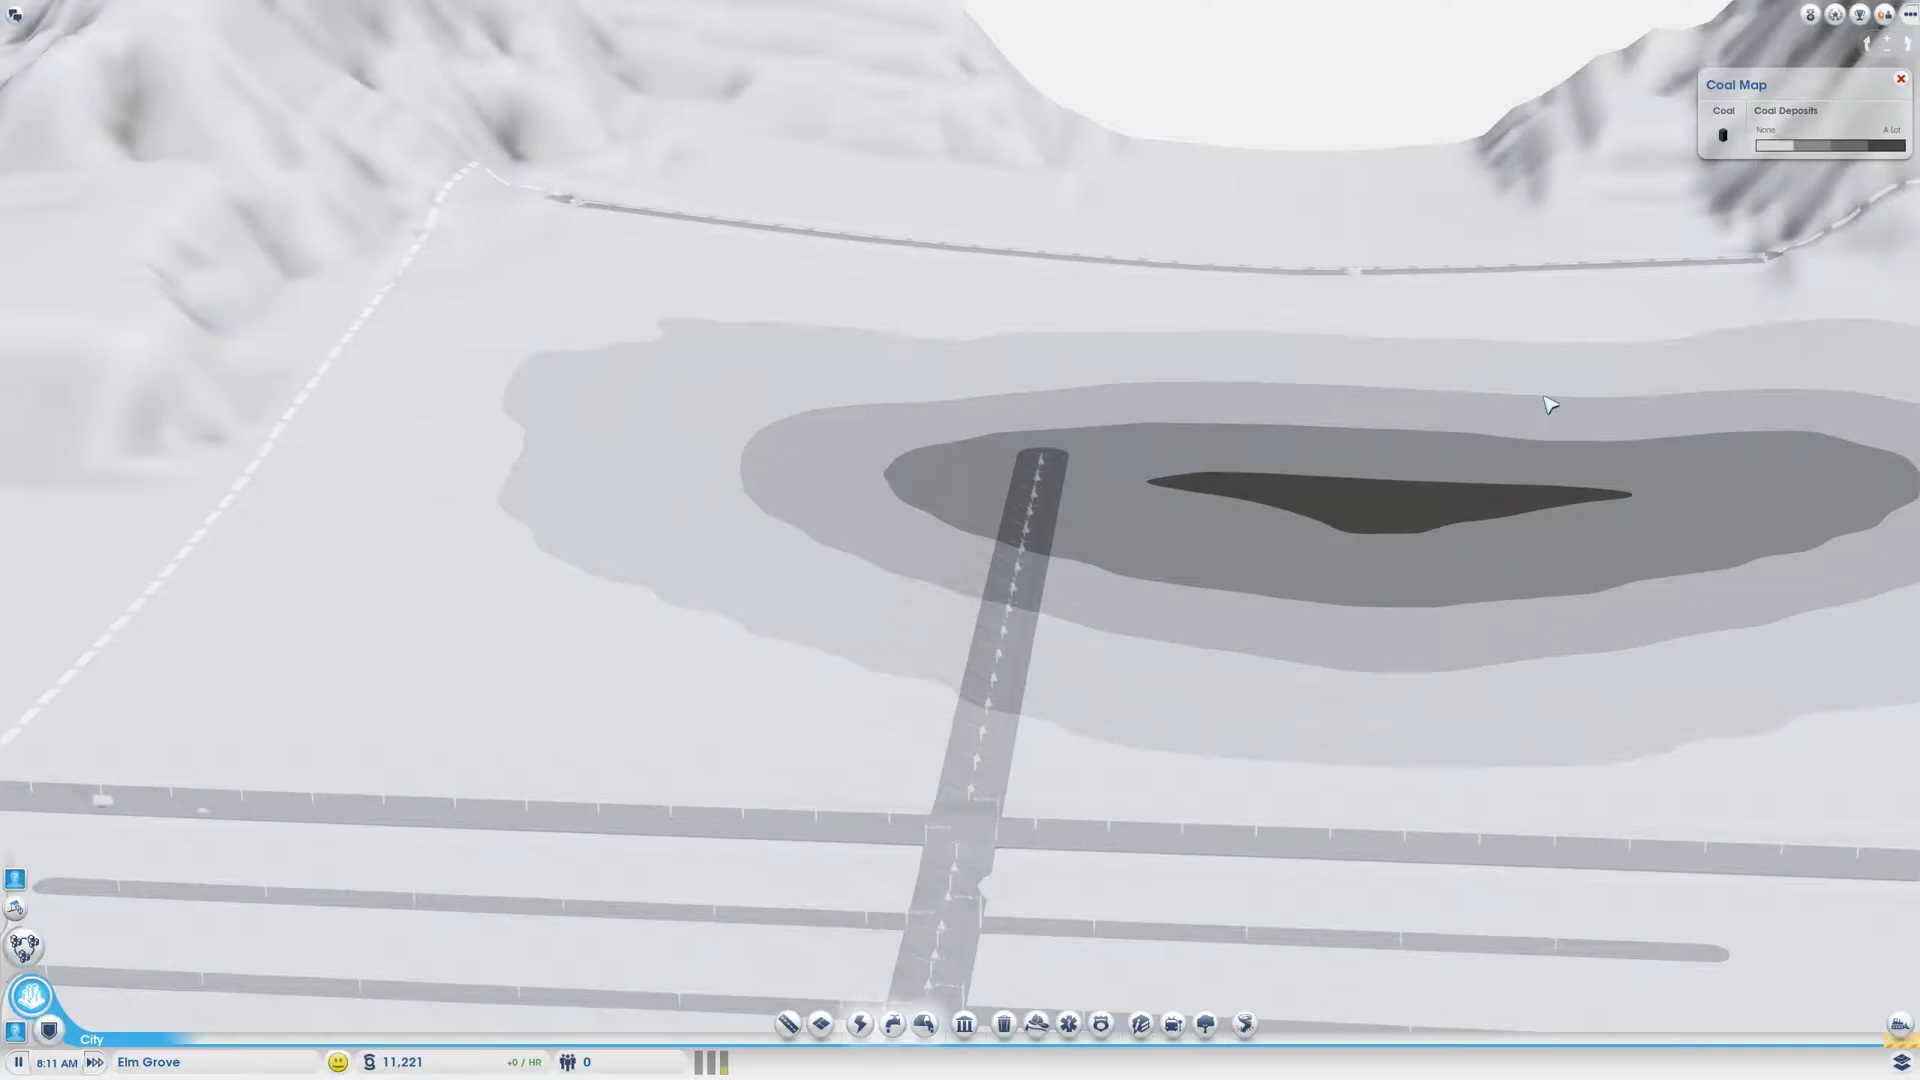 Coal Map
Coal
Coal Deposits
None
A Lot
City
8:11 AM
Elm Grove
11,221
+0 / HR
0